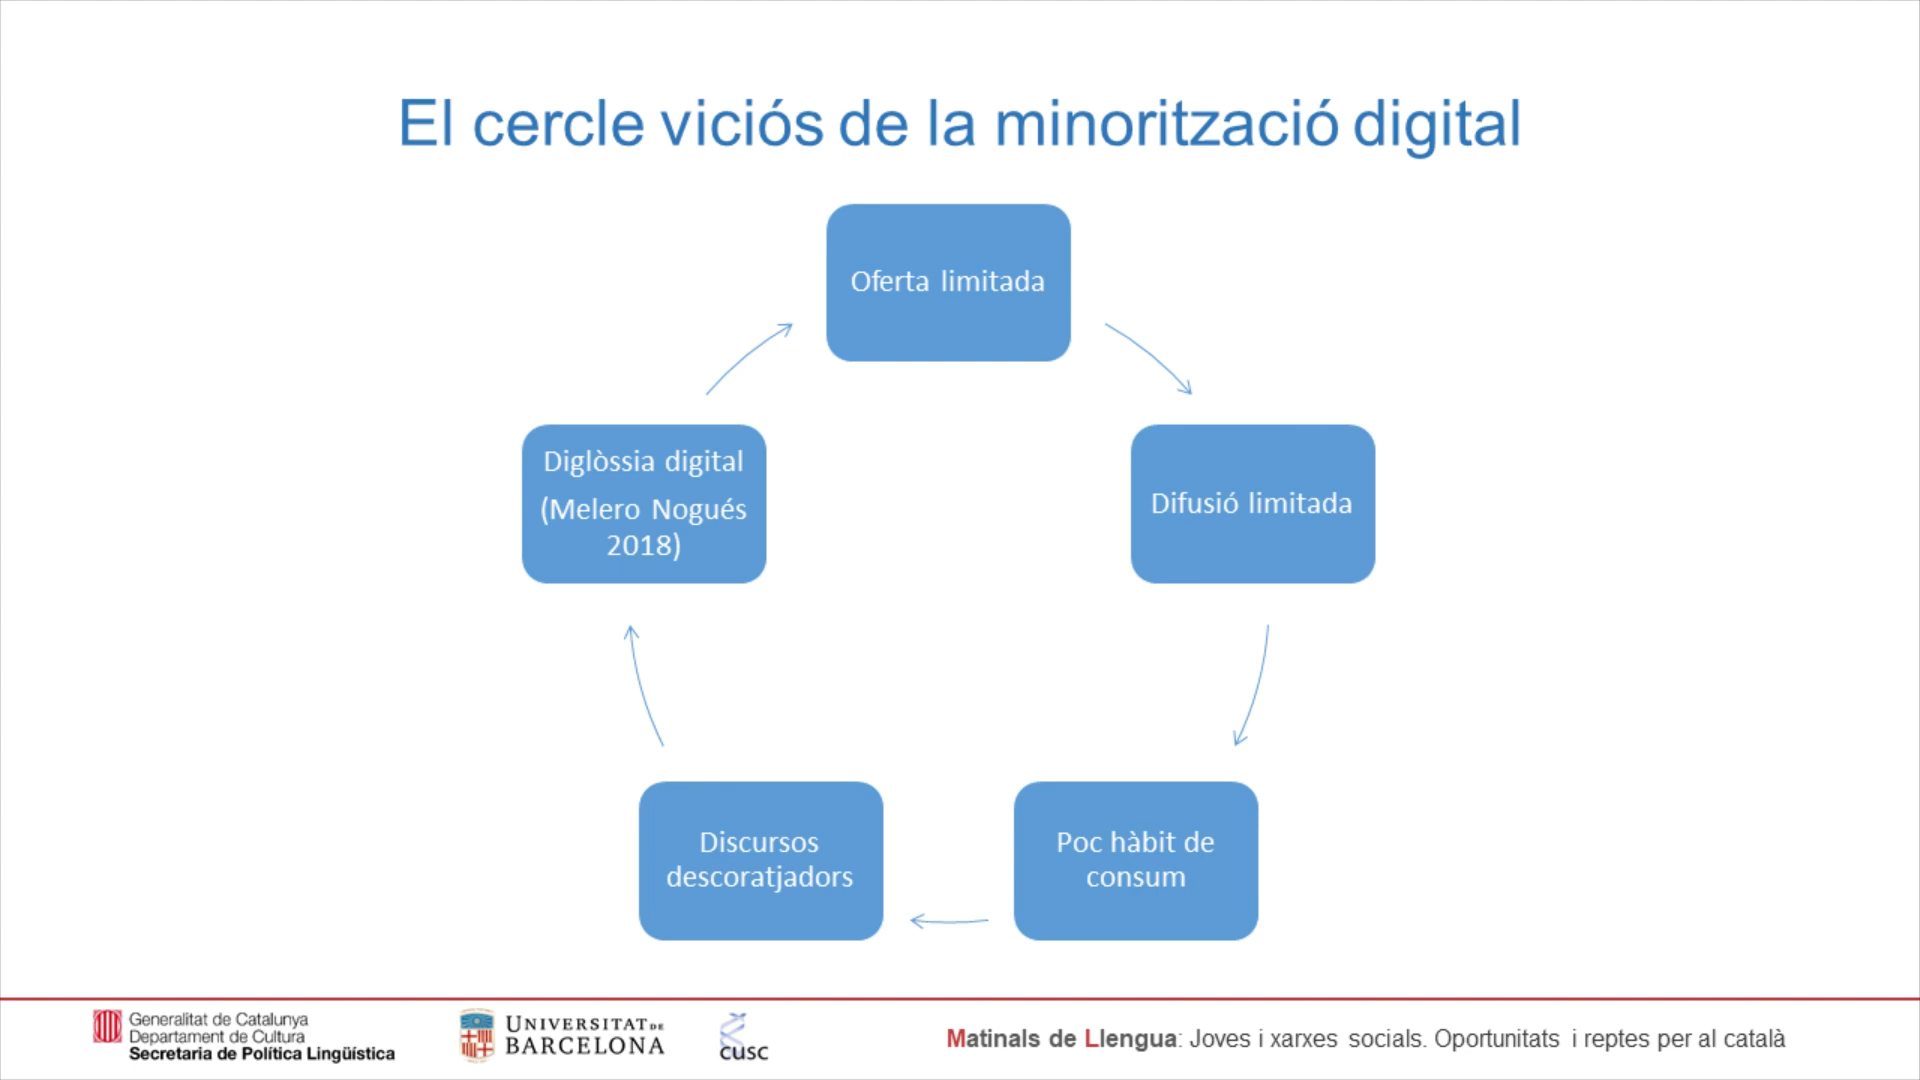 El cercle viciós de la minorització digital
Oferta limitada
Difusió limitada
Poc hàbit de
consum
Discursos
descoratjadors
Diglòssia digital
(Melero Nogués
2018)
Generalitat de Catalunya
Departament de Cultura
Secretaria de Política Lingüística
UNIVERSITAT DE
BARCELONA
CUSC
Matinals de Llengua: Joves i xarxes socials. Oportunitats i reptes per al català